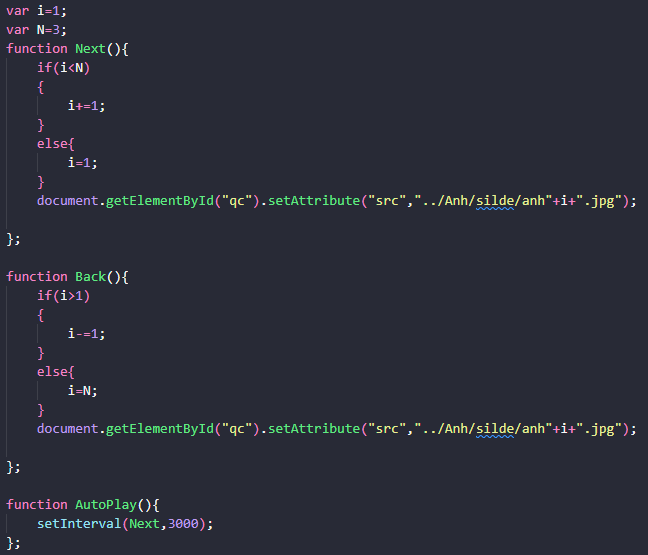 var i=1;
var N=3;
function Next(){
    if(i<N)
    {
        i+=1;
    }
    else{
        i=1;
    }
    document.getElementById("qc").setAttribute("src","../Anh/silde/anh"+i+".jpg");

};

function Back(){
    if(i>1)
    {
        i-=1;
    }
    else{
        i=N;
    }
    document.getElementById("qc").setAttribute("src","../Anh/silde/anh"+i+".jpg");

};

function AutoPlay(){
    setInterval(Next,3000);
};